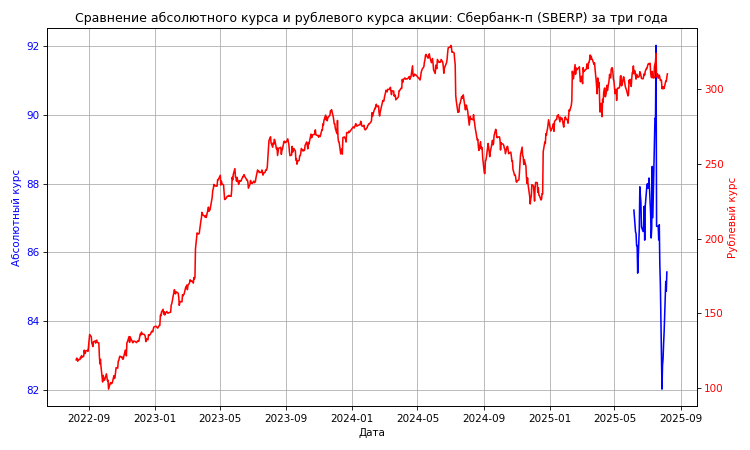 Сравнение абсолютного курса и рублевого курса акции: Сбербанк-п (SBERP) за три года
Абсолютный курс
92
90
88
86
84
82
300
250
200
150
100
Рублевый курс
2022-09 2023-01 2023-05 2023-09 2024-01 2024-05 2024-09 2025-01 2025-05 2025-09
Дата